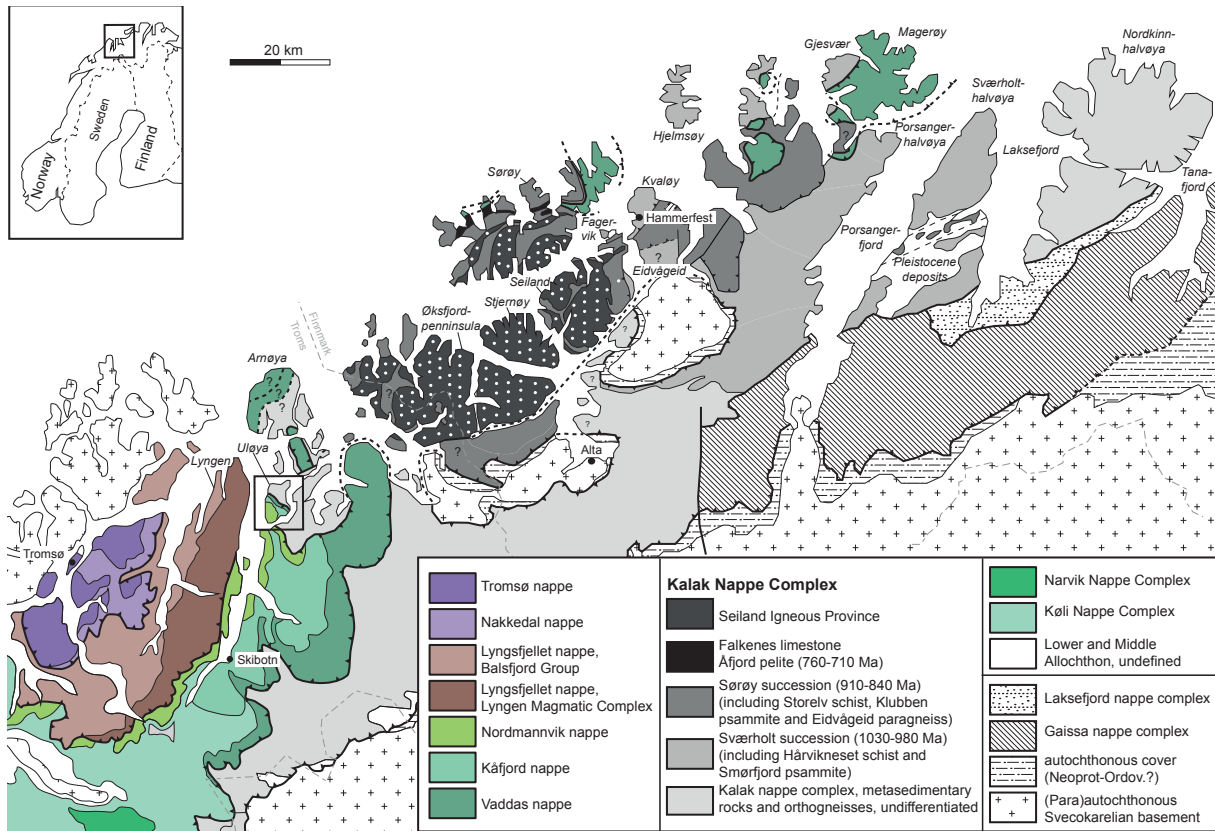 Norway
Sweden
Finland
20 km
Gjesvær
Magerøy
Nordkinn-
halvøya
Sværholt-
halvøya
Hjelmsøy
?
Porsanger-
halvøya
Laksefjord
Tana-
fjord
Sørøy
Kvaløy
Hammerfest
Fager-
vik
?
Eidvågeid
Porsanger-
fjord
Pleistocene
deposits
Seiland
Stjernøy
Øksfjord-
penninsula
?
Finnmark
Troms
Arnøya
?
?
?
?
?
?
?
Uløya
Lyngen
?
Alta
Tromsø
Skibotn
Tromsø nappe
Nakkedal nappe
Lyngsfjellet nappe,
Balsfjord Group
Lyngsfjellet nappe,
Lyngen Magmatic Complex
Nordmannvik nappe
Kåfjord nappe
Vaddas nappe
Kalak Nappe Complex
Seiland Igneous Province
Falkenes limestone
Åfjord pelite (760-710 Ma)
Sørøy succession (910-840 Ma)
(including Storelv schist, Klubben
psammite and Eidvågeid paragneiss)
Sværholt succession (1030-980 Ma)
(including Hårvikneset schist and
Smørfjord psammite)
Kalak nappe complex, metasedimentary
rocks and orthogneisses, undifferentiated
Narvik Nappe Complex
Køli Nappe Complex
Lower and Middle
Allochthon, undefined
Laksefjord nappe complex
Gaissa nappe complex
autochthonous cover
(Neoprot-Ordov.?)
(Para)autochthonous
Svecokarelian basement